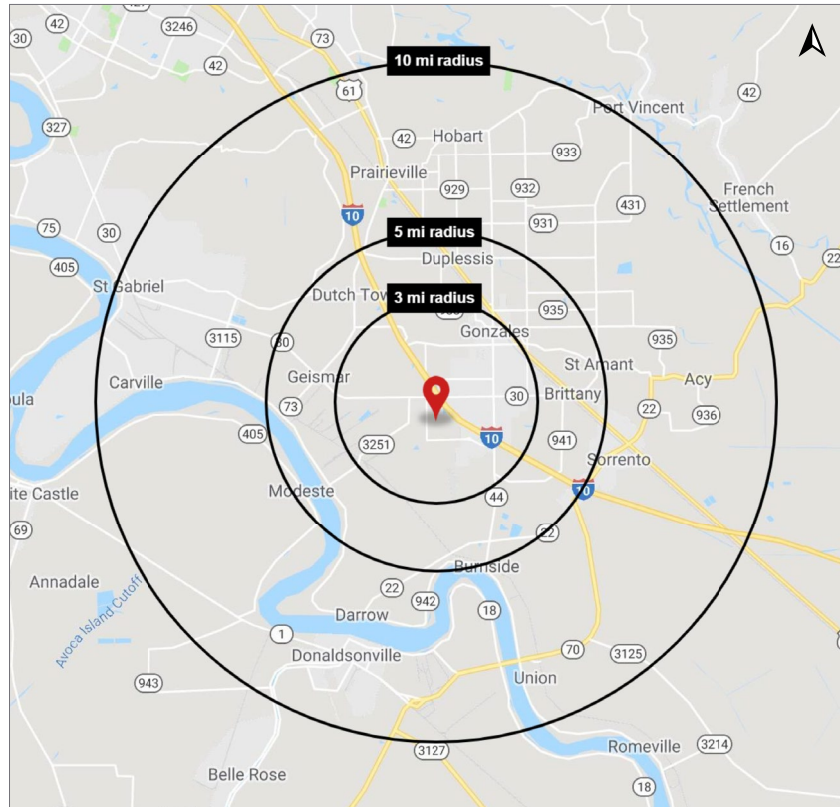 42
3246
73
30
42
10 mi radius
61
42
42
Port Vincent
327
42
Hobart
933
Prairieville
929
932
French
Settlement
431
10
931
75
30
5 mi radius
16
405
Duplessis
22
St Gabriel
3 mi radius
Gonzales
935
3115
30
935
St Amant
Geismar
Acy
Carville
30
Brittany
73
22
936
405
10
941
3251
Sorrento
Modeste
10
ite Castle
44
69
22
Burnside
Annadale
22
942
18
Avoca Island Cutoff
Darrow
1
Donaldsonville
70
3125
943
Union
3127
Romeville
3214
Belle Rose
18